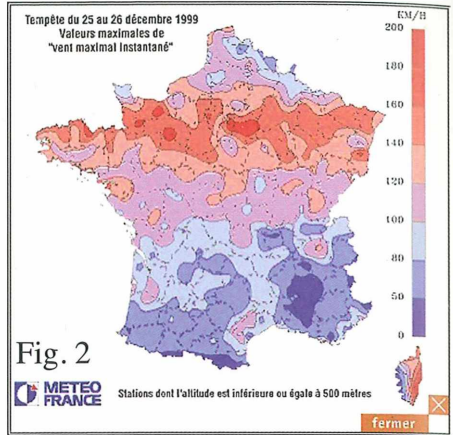 Tempête du 25 au 26 décembre 1999
Valeurs maximales de
"vent maximal instantané"
KM/H
200
180
160
140
120
100
80
50
0
Fig. 2
METEO
FRANCE
Stations dont l'altitude est inférieure ou égale à 500 mètres
fermer